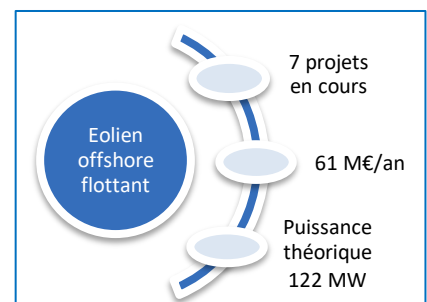 Eolien
offshore
flottant
7 projets
en cours
61 M€/an
Puissance
théorique
122 MW